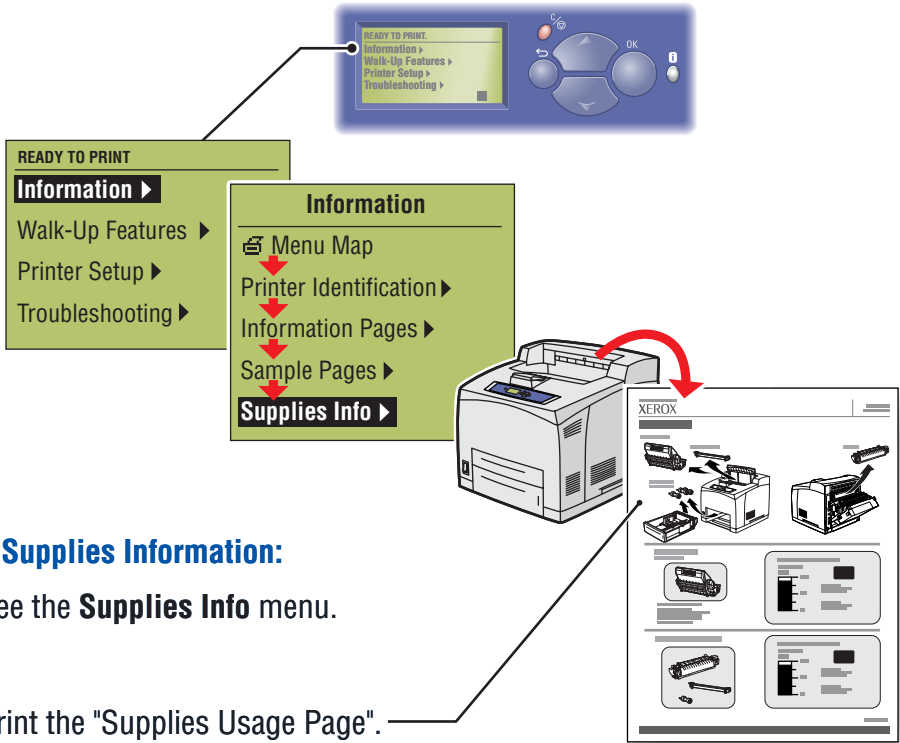 C/
OK
i
READY TO PRINT.
Information
Walk-Up Features
Printer Setup
Troubleshooting
READY TO PRINT
Information
Walk-Up Features
Printer Setup
Troubleshooting
Information
Menu Map
Printer Identification
Information Pages
Sample Pages
Supplies Info
XEROX
Supplies Information:
the Supplies Info menu.
the "Supplies Usage Page".